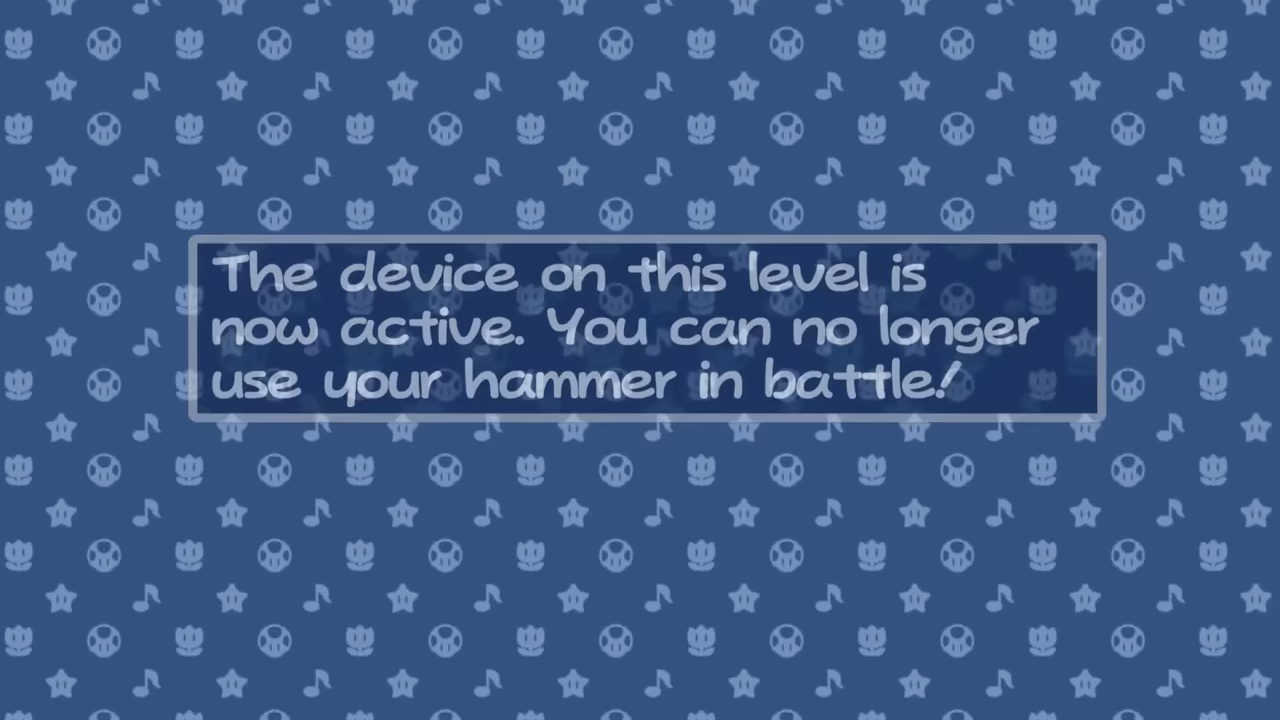 The device on this level is
now active. You can no longer
use your hammer in battle!